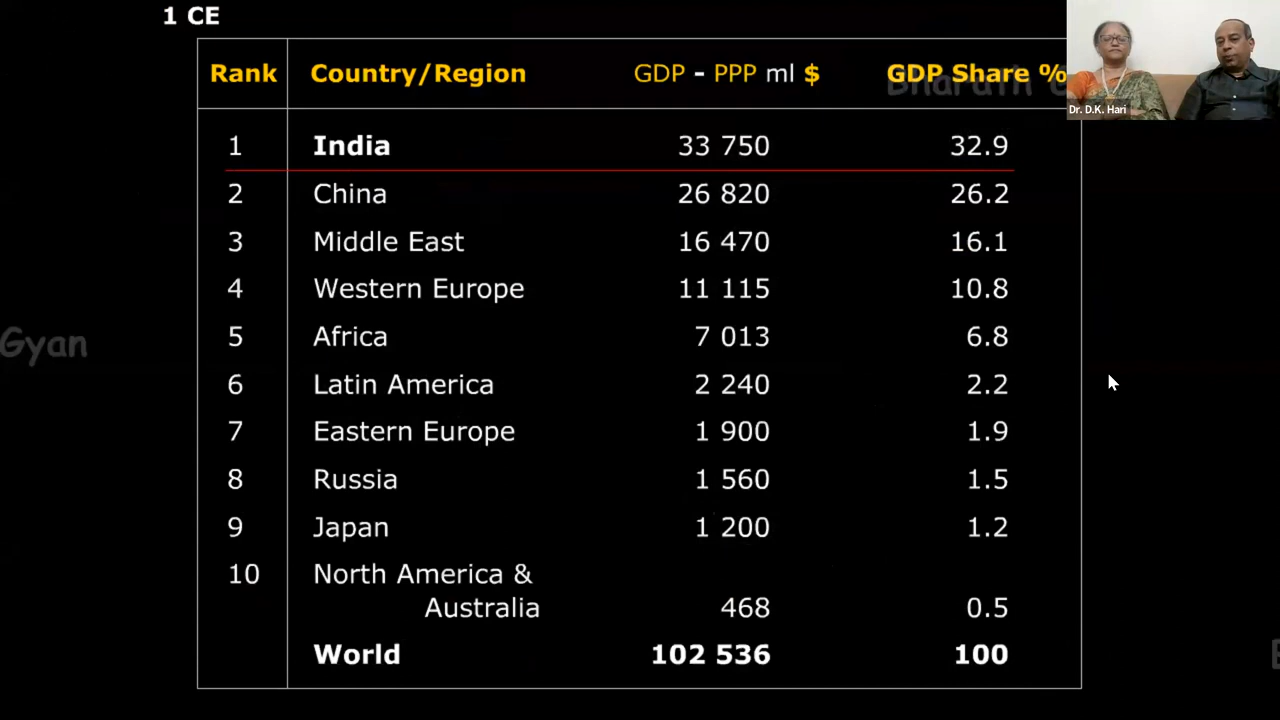 1 CE
Rank Country/Region GDP - PPP ml $ GDP Share %
1 India 33 750 32.9
2 China 26 820 26.2
3 Middle East 16 470 16.1
4 Western Europe 11 115 10.8
5 Africa 7 013 6.8
6 Latin America 2 240 2.2
7 Eastern Europe 1 900 1.9
8 Russia 1 560 1.5
9 Japan 1 200 1.2
10 North America &
Australia 468 0.5
World 102 536 100
Dr. D.K. Hari
Bharath
Gyan